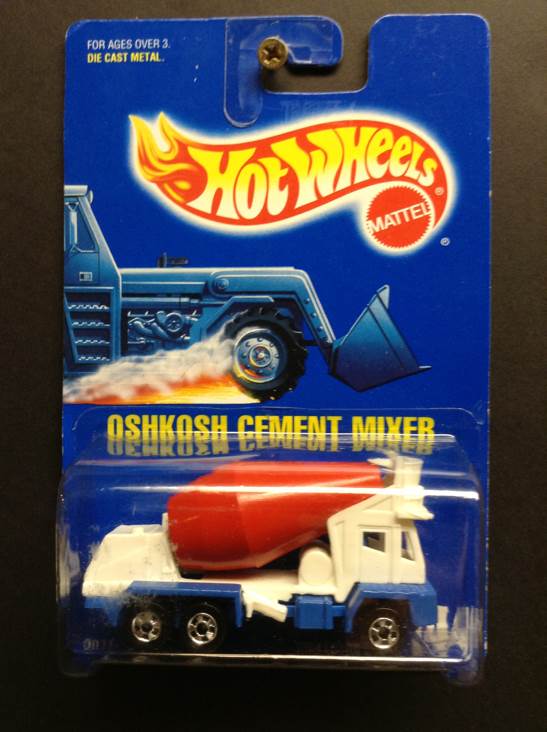 FOR AGES OVER 3.
DIE CAST METAL.
HOT WHEELS®
MATTEL
®
OSHKOSH CEMENT MIXER